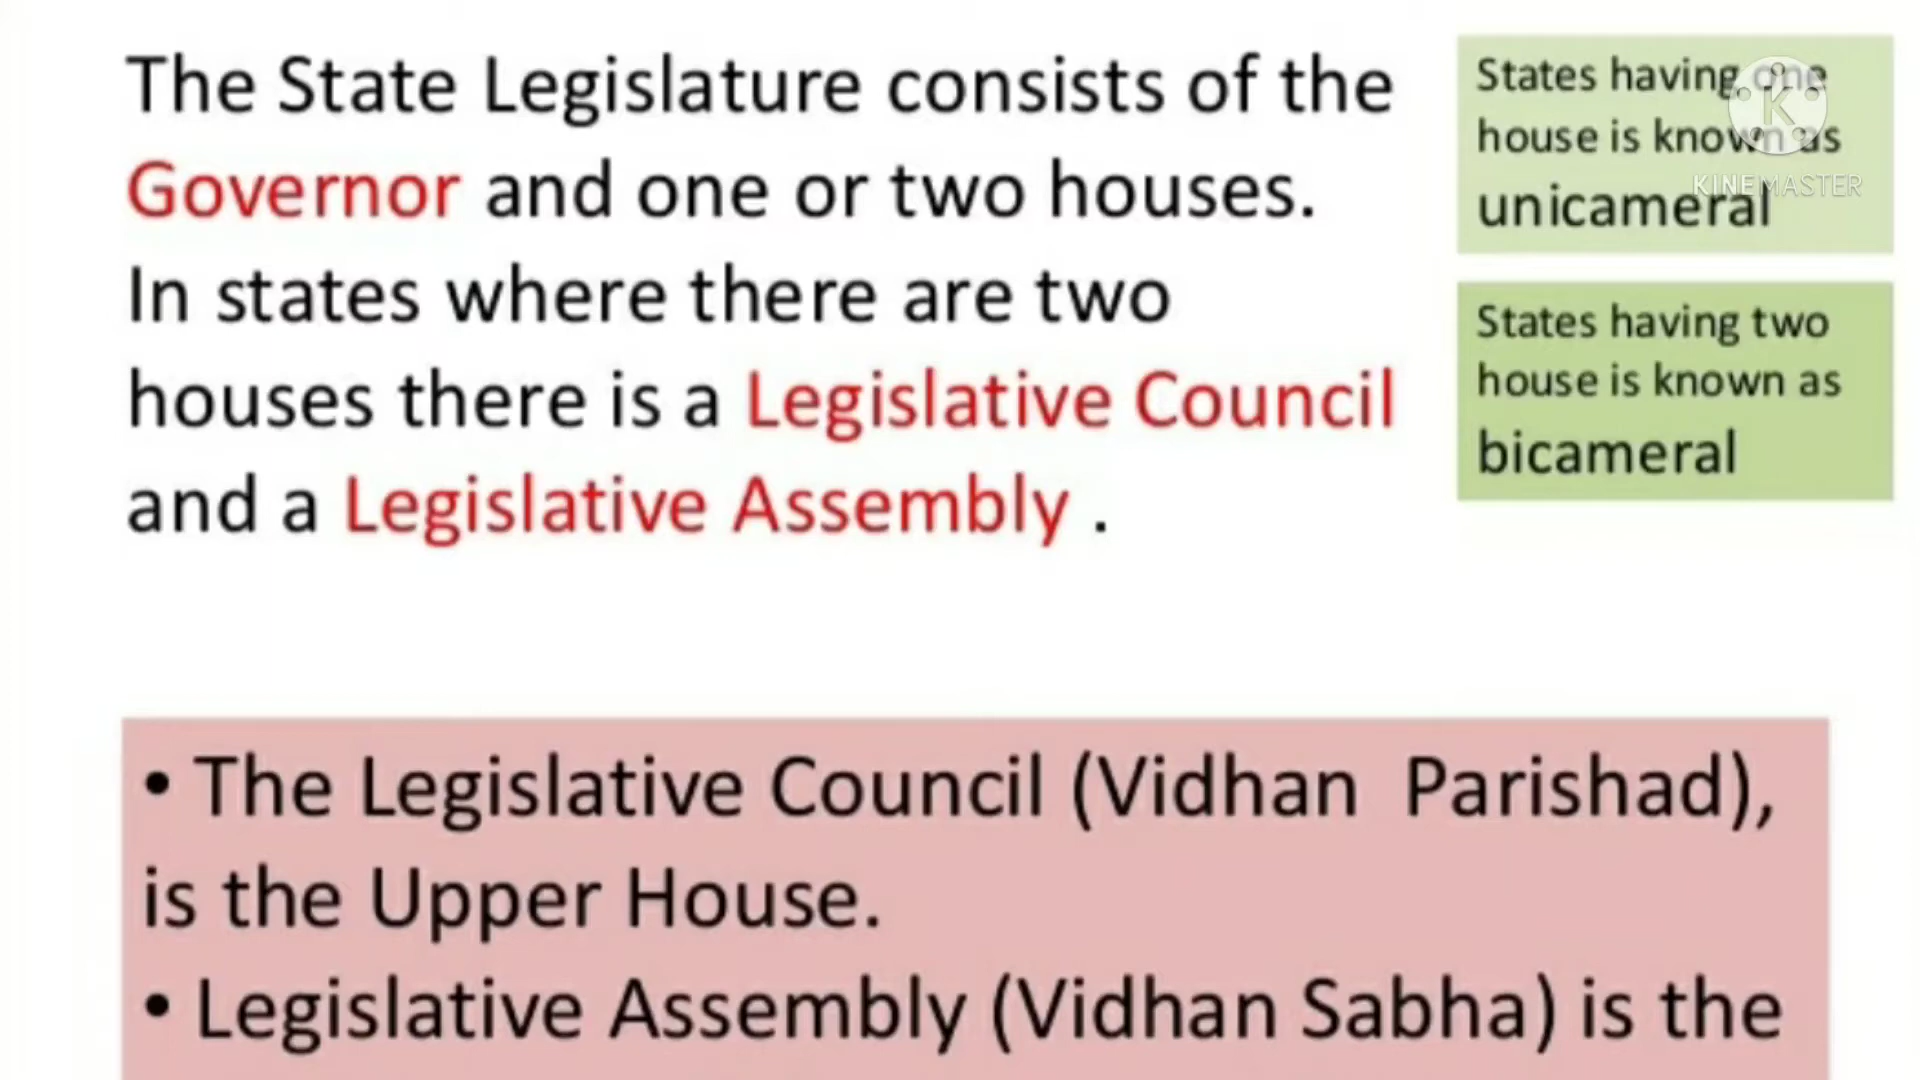 The State Legislature consists of the
Governor and one or two houses.
In states where there are two
houses there is a Legislative Council
and a Legislative Assembly .
States having one
house is known as
unicameral
KINEMASTER
States having two
house is known as
bicameral
• The Legislative Council (Vidhan Parishad),
is the Upper House.
• Legislative Assembly (Vidhan Sabha) is the